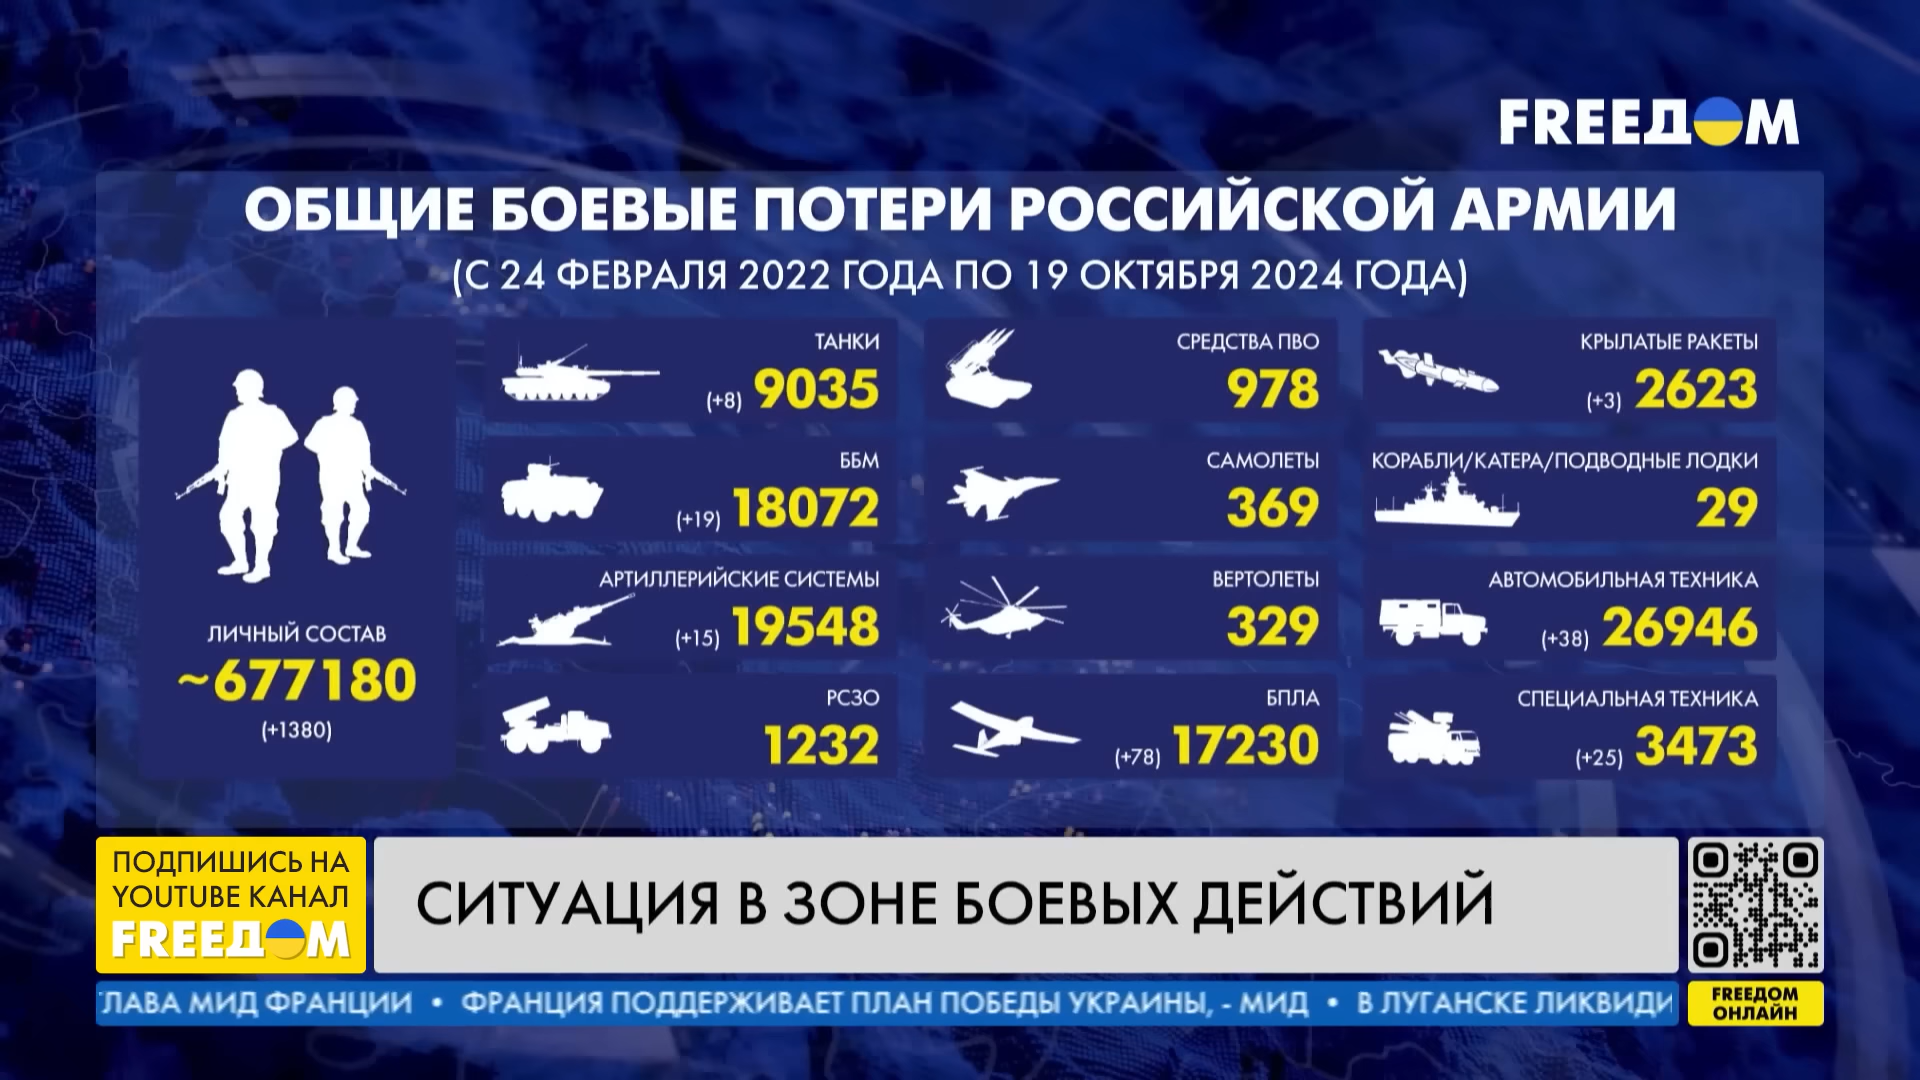 FREEДOM
ОБЩИЕ БОЕВЫЕ ПОТЕРИ РОССИЙСКОЙ АРМИИ
(С 24 ФЕВРАЛЯ 2022 ГОДА ПО 19 ОКТЯБРЯ 2024 ГОДА)
ЛИЧНЫЙ СОСТАВ
~677180
(+1380)
ТАНКИ
(+8) 9035
ББМ
(+19) 18072
АРТИЛЛЕРИЙСКИЕ СИСТЕМЫ
(+15) 19548
РСЗО
1232
СРЕДСТВА ПВО
978
САМОЛЕТЫ
369
ВЕРТОЛЕТЫ
329
БПЛА
(+78) 17230
КРЫЛАТЫЕ РАКЕТЫ
(+3) 2623
КОРАБЛИ/КАТЕРА/ПОДВОДНЫЕ ЛОДКИ
29
АВТОМОБИЛЬНАЯ ТЕХНИКА
(+38) 26946
СПЕЦИАЛЬНАЯ ТЕХНИКА
(+25) 3473
ПОДПИШИСЬ НА
YOUTUBE КАНАЛ
FREEДOM
СИТУАЦИЯ В ЗОНЕ БОЕВЫХ ДЕЙСТВИЙ
ЛАВА МИД ФРАНЦИИ • ФРАНЦИЯ ПОДДЕРЖИВАЕТ ПЛАН ПОБЕДЫ УКРАИНЫ, - МИД • В ЛУГАНСКЕ ЛИКВИДИ
FREEДOM
ОНЛАЙН